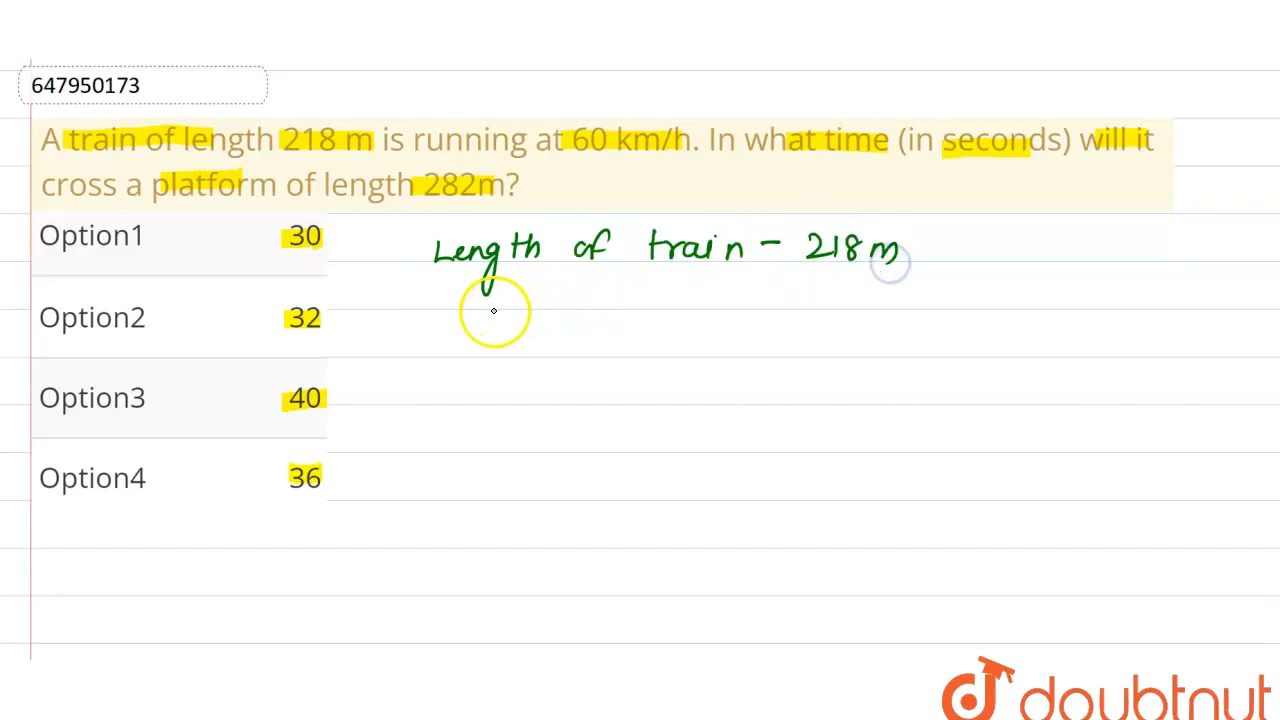 647950173
A train of length 218 m is running at 60 km/h. In what time (in seconds) will it
cross a platform of length 282m?
Option1 30
Length of train - 218 m
Option2 32
Option3 40
Option4 36
doubtnut